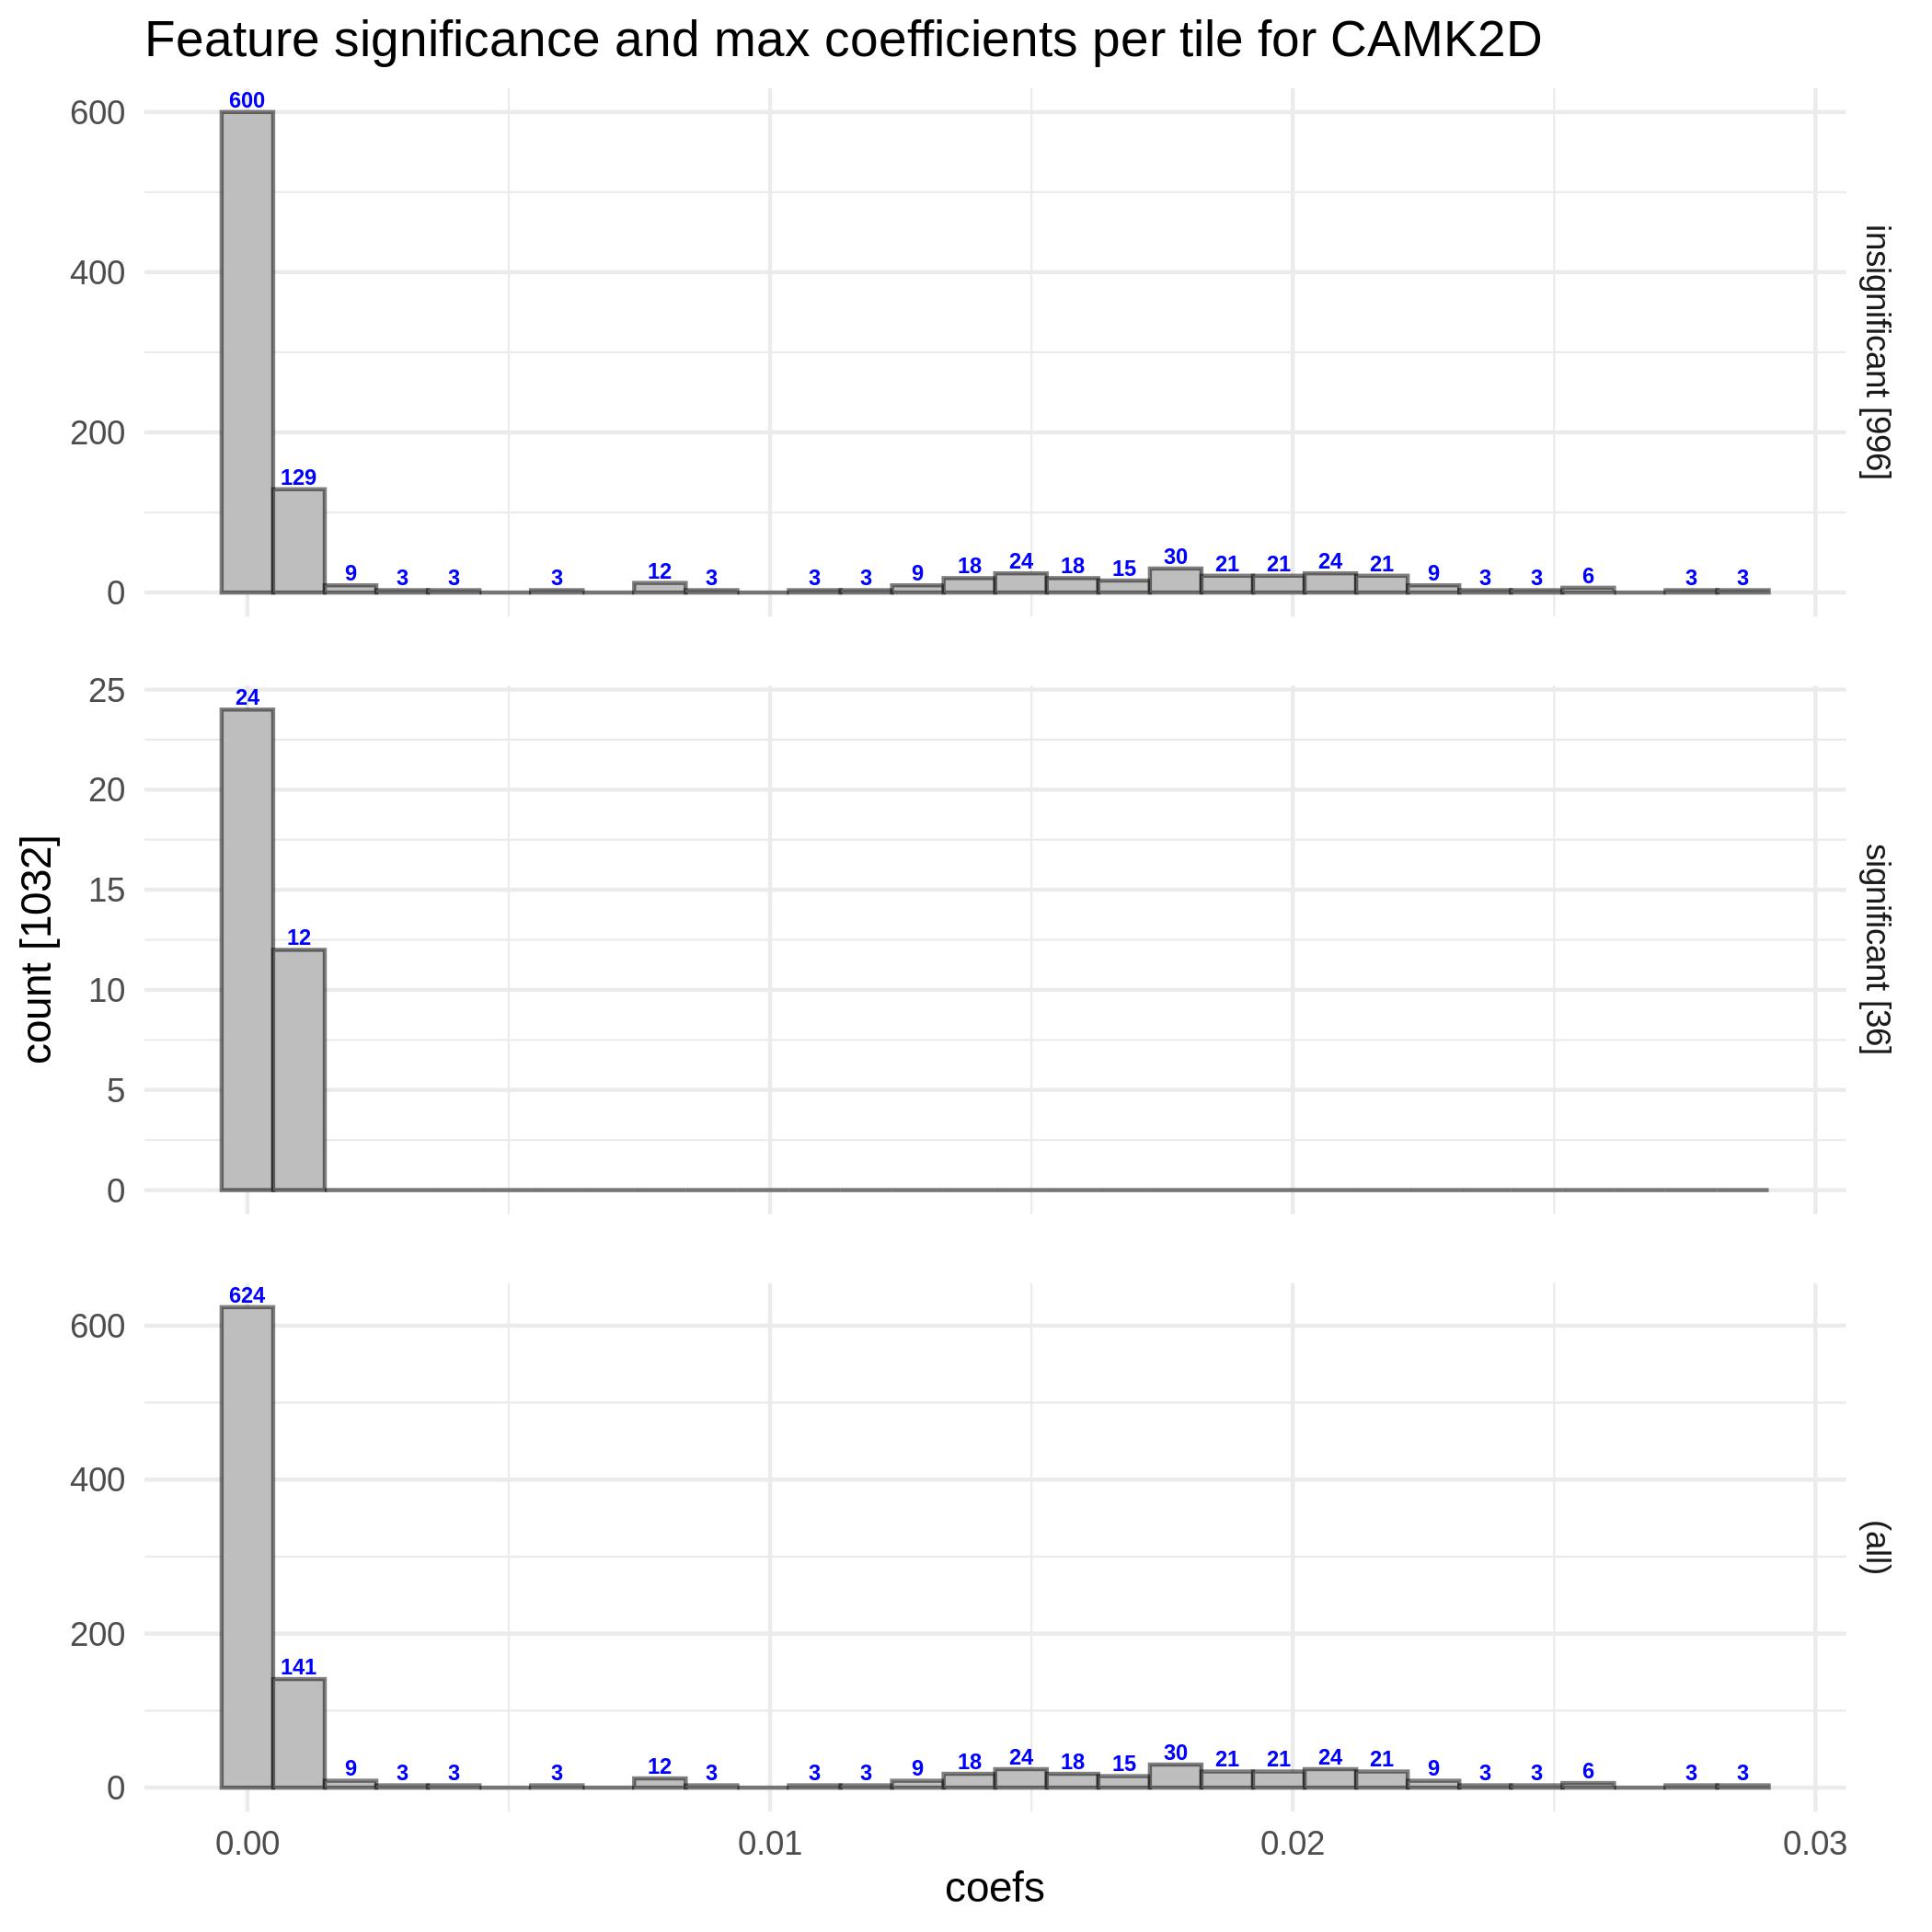 Feature significance and max coefficients per tile for CAMK2D
600
600
129
9 3 3 3 12 3 3 3 9 18 24 18 15 30 21 21 24 21 9 3 3 6 3 3
400
200
0
insignificant [996]
25
24
20
15
12
10
5
0
significant [36]
count [1032]
624
600
400
200
141
9 3 3 3 12 3 3 3 9 18 24 18 15 30 21 21 24 21 9 3 3 6 3 3
0
(all)
0.00 0.01 0.02 0.03
coefs